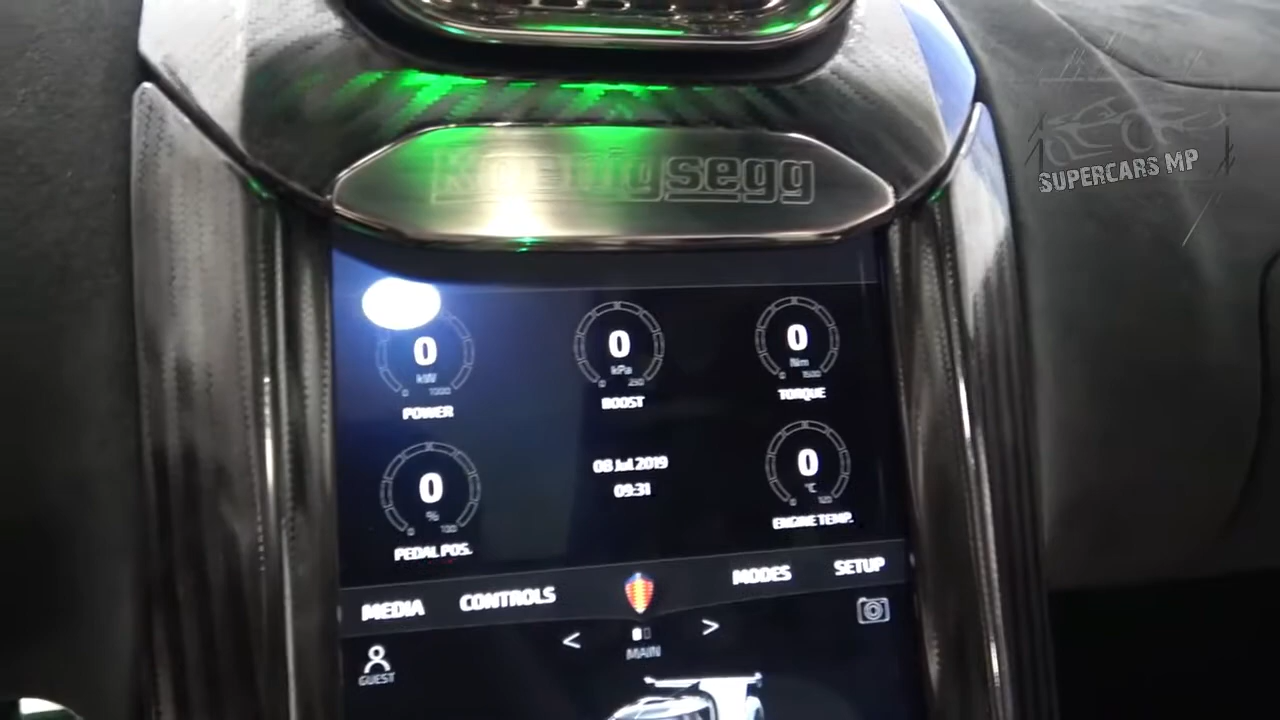 Koenigsegg
SUPERCARS MP
0
kW
0 1000
POWER
0
kPa
0 250
BOOST
0
Nm
0 1500
TORQUE
0
%
0 100
PEDAL POS.
08 Jul 2019
09:31
0
°C
0 120
ENGINE TEMP.
MEDIA
CONTROLS
MODES
SETUP
< >
MAIN
GUEST